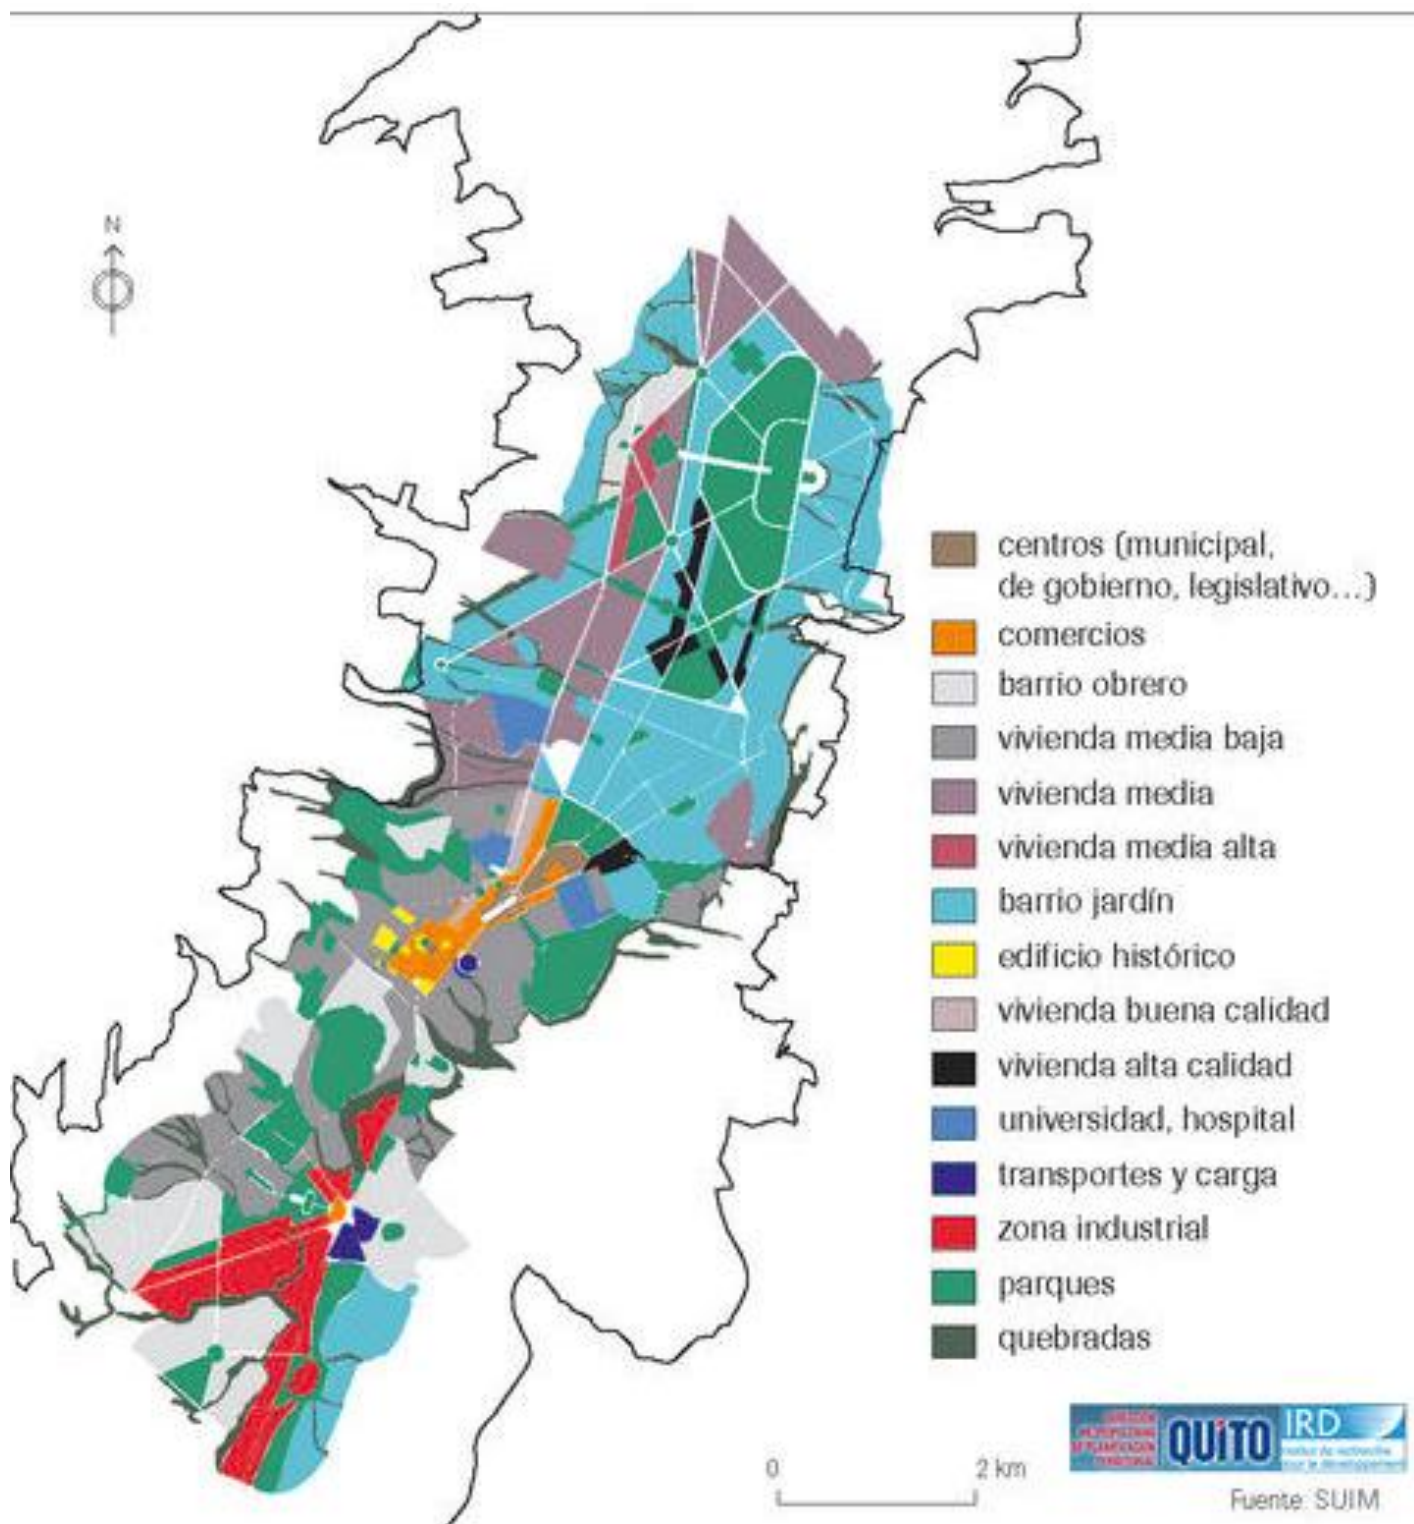 N
centros (municipal,
de gobierno, legislativo...)
comercios
barrio obrero
vivienda media baja
vivienda media
vivienda media alta
barrio jardín
edificio histórico
vivienda buena calidad
vivienda alta calidad
universidad, hospital
transportes y carga
zona industrial
parques
quebradas
QUITO
IRD
0 2 km
Fuente: SUIM